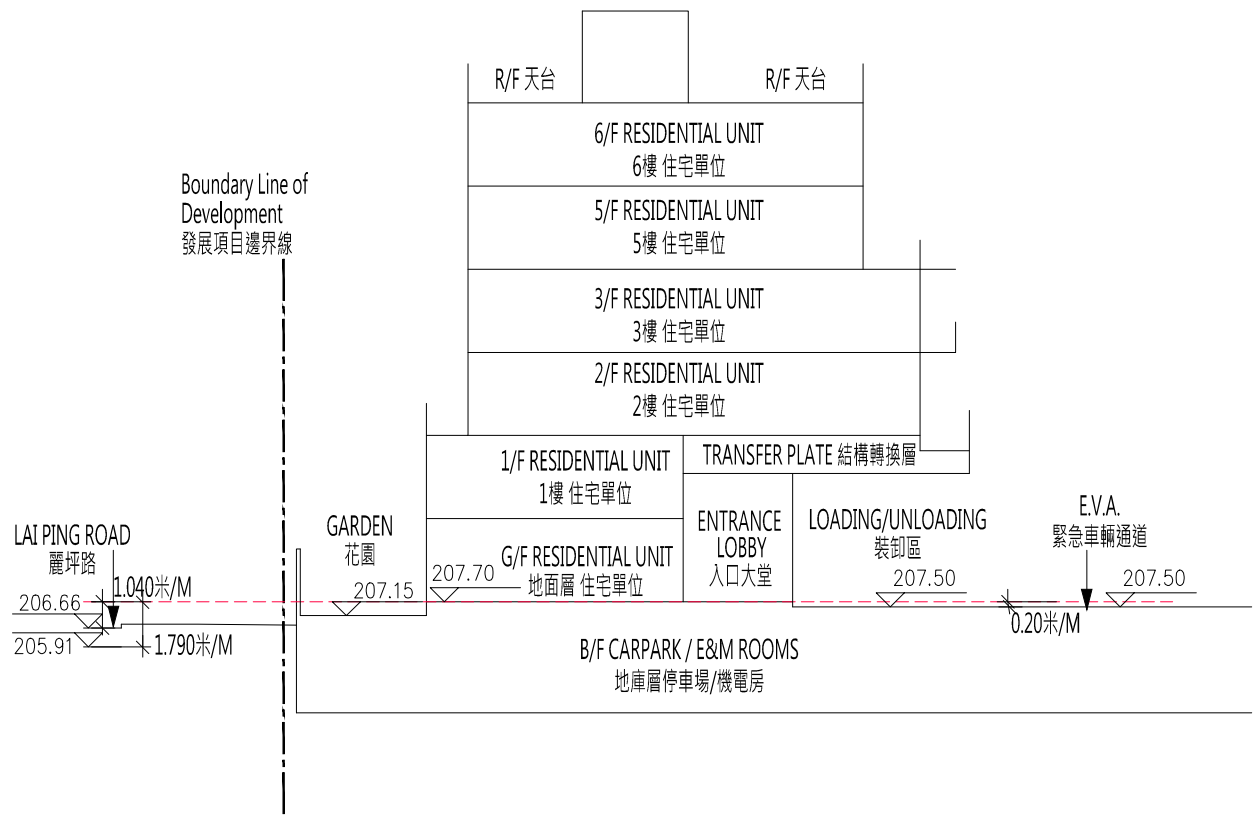 R/F 天台
R/F 天台
6/F RESIDENTIAL UNIT
6樓 住宅單位
Boundary Line of
Development
發展項目邊界線
5/F RESIDENTIAL UNIT
5樓 住宅單位
3/F RESIDENTIAL UNIT
3樓 住宅單位
2/F RESIDENTIAL UNIT
2樓 住宅單位
1/F RESIDENTIAL UNIT
1樓 住宅單位
TRANSFER PLATE 結構轉換層
LAI PING ROAD
麗坪路
GARDEN
花園
G/F RESIDENTIAL UNIT
地面層 住宅單位
ENTRANCE
LOBBY
入口大堂
LOADING/UNLOADING
裝卸區
E.V.A.
緊急車輛通道
1.040米/M
206.66
207.15
207.70
207.50
207.50
205.91
1.790米/M
0.20米/M
B/F CARPARK / E&M ROOMS
地庫層停車場/機電房